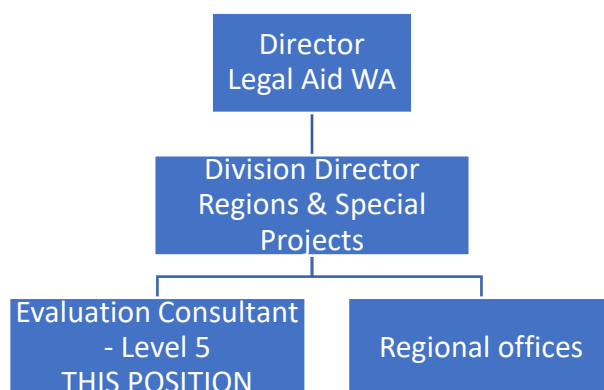 Director
Legal Aid WA
Division Director
Regions & Special
Projects
Evaluation Consultant
- Level 5
THIS POSITION
Regional offices